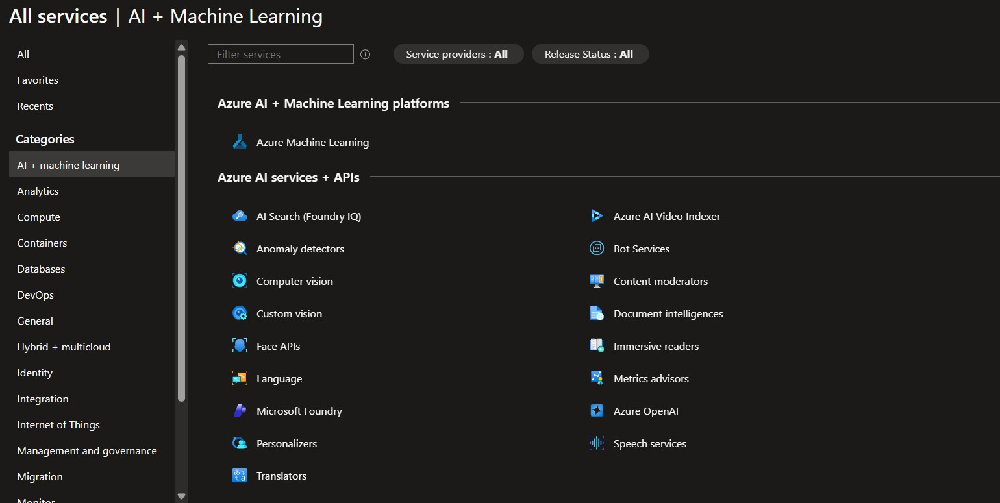 All services | AI + Machine Learning
All
Favorites
Recents
Categories
AI + machine learning
Analytics
Compute
Containers
Databases
DevOps
General
Hybrid + multicloud
Identity
Integration
Internet of Things
Management and governance
Migration
Monitor
Filter services
Service providers : All
Release Status : All
Azure AI + Machine Learning platforms
Azure Machine Learning
Azure AI services + APIs
AI Search (Foundry IQ)
Azure AI Video Indexer
Anomaly detectors
Bot Services
Computer vision
Content moderators
Custom vision
Document intelligences
Face APIs
Immersive readers
Language
Metrics advisors
Microsoft Foundry
Azure OpenAI
Personalizers
Speech services
Translators